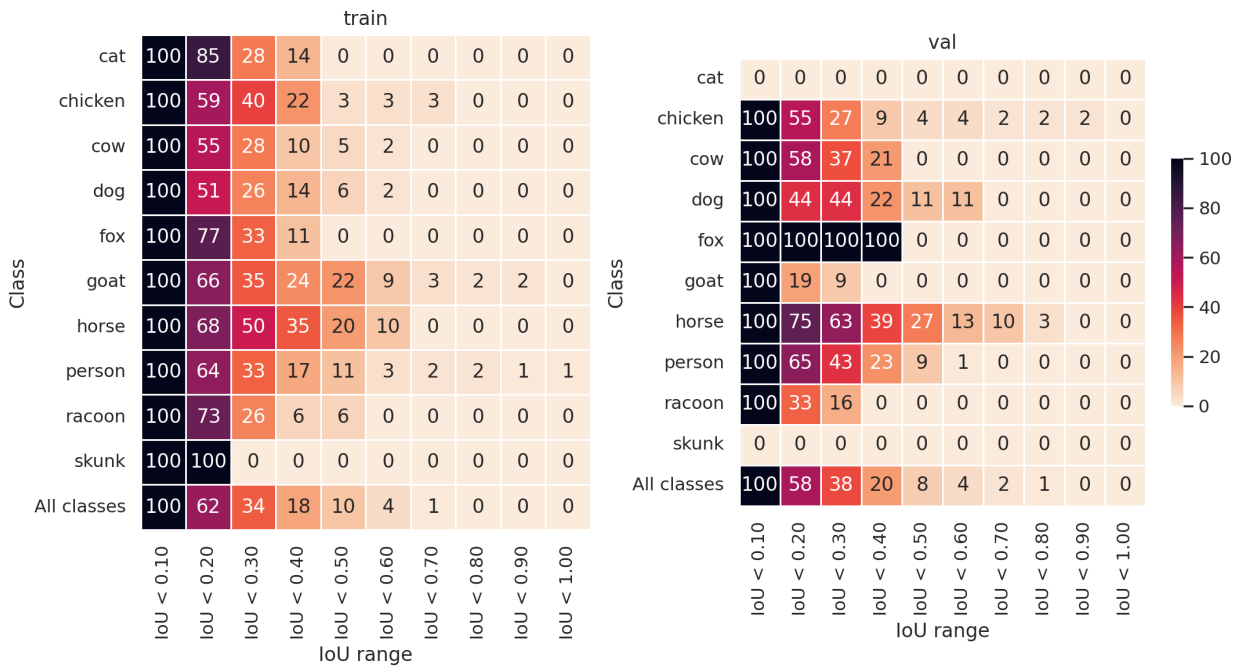 train
cat 100 85 28 14 0 0 0 0 0 0
chicken 100 59 40 22 3 3 3 0 0 0
cow 100 55 28 10 5 2 0 0 0 0
dog 100 51 26 14 6 2 0 0 0 0
fox 100 77 33 11 0 0 0 0 0 0
goat 100 66 35 24 22 9 3 2 2 0
horse 100 68 50 35 20 10 0 0 0 0
person 100 64 33 17 11 3 2 2 1 1
racoon 100 73 26 6 6 0 0 0 0 0
skunk 100 100 0 0 0 0 0 0 0 0
All classes 100 62 34 18 10 4 1 0 0 0
Class
IoU < 0.10
IoU < 0.20
IoU < 0.30
IoU < 0.40
IoU < 0.50
IoU < 0.60
IoU < 0.70
IoU < 0.80
IoU < 0.90
IoU < 1.00
IoU range
val
cat 0 0 0 0 0 0 0 0 0 0
chicken 100 55 27 9 4 4 2 2 2 0
cow 100 58 37 21 0 0 0 0 0 0
dog 100 44 44 22 11 11 0 0 0 0
fox 100 100 100 100 0 0 0 0 0 0
goat 100 19 9 0 0 0 0 0 0 0
horse 100 75 63 39 27 13 10 3 0 0
person 100 65 43 23 9 1 0 0 0 0
racoon 100 33 16 0 0 0 0 0 0 0
skunk 0 0 0 0 0 0 0 0 0 0
All classes 100 58 38 20 8 4 2 1 0 0
Class
IoU < 0.10
IoU < 0.20
IoU < 0.30
IoU < 0.40
IoU < 0.50
IoU < 0.60
IoU < 0.70
IoU < 0.80
IoU < 0.90
IoU < 1.00
IoU range
100
80
60
40
20
0